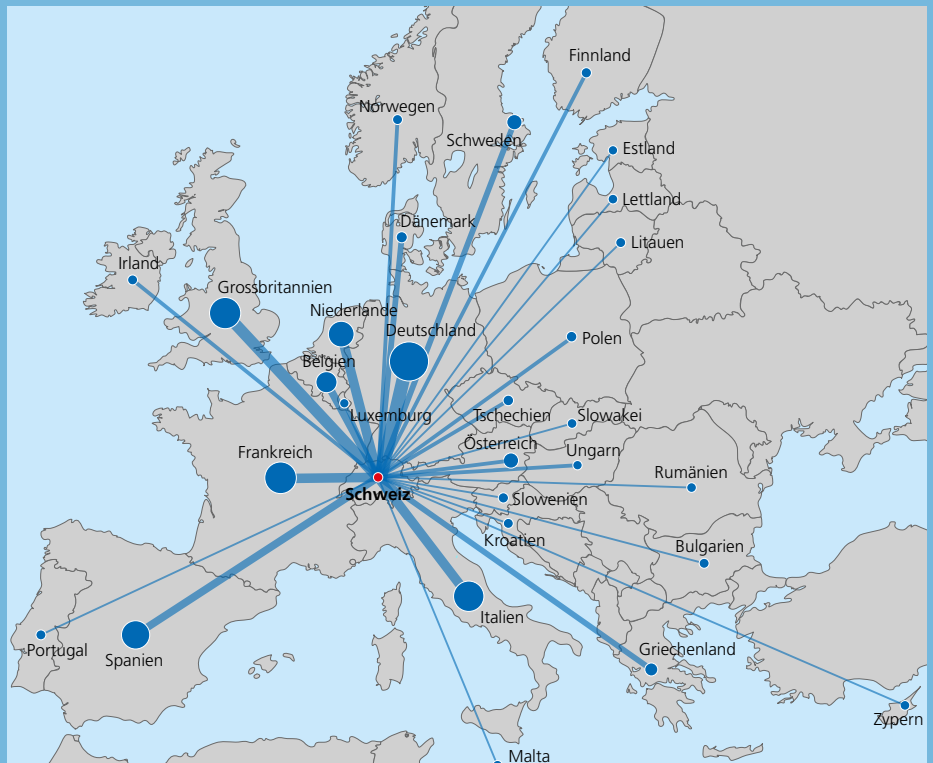 Finnland
Norwegen
Schweden
Estland
Lettland
Dänemark
Litauen
Irland
Grossbritannien
Niederlande
Deutschland
Polen
Belgien
Luxemburg
Tschechien
Slowakei
Österreich
Ungarn
Frankreich
Rumänien
Schweiz
Slowenien
Kroatien
Bulgarien
Italien
Portugal
Spanien
Griechenland
Zypern
Malta